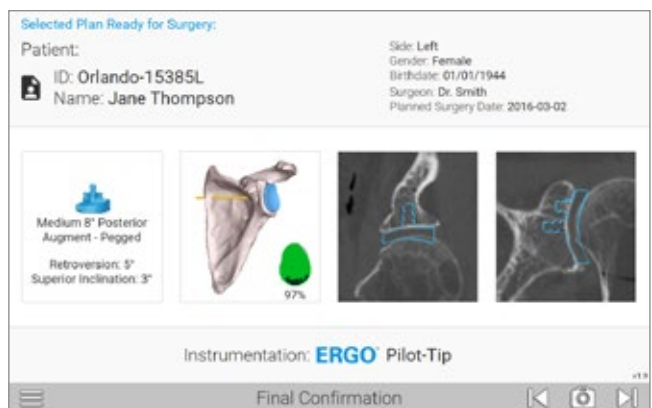 Selected Plan Ready for Surgery:
Patient:
ID: Orlando-15385L
Name: Jane Thompson
Side: Left
Gender: Female
Birthdate: 01/01/1944
Surgeon: Dr. Smith
Planned Surgery Date: 2016-03-02
Medium 8° Posterior
Augment - Pegged
Retroversion: 5°
Superior Inclination: 3°
97%
Instrumentation: ERGO® Pilot-Tip
v1.9
Final Confirmation